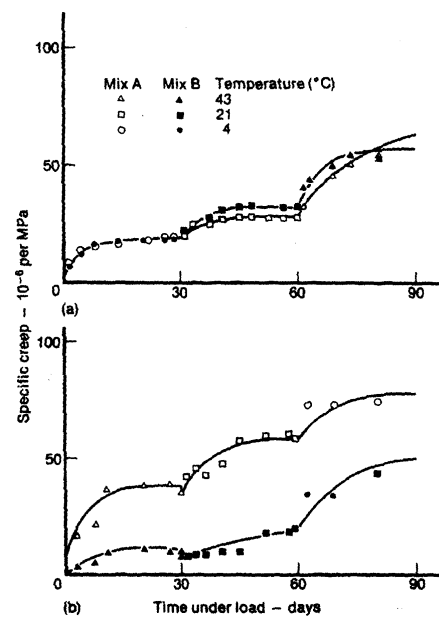 100
Mix A Mix B Temperature (°C)
43
21
4
50
0 30 60 90
(a)
Specific creep – 10⁻⁶ per MPa
100
50
0 30 60 90
(b) Time under load – days